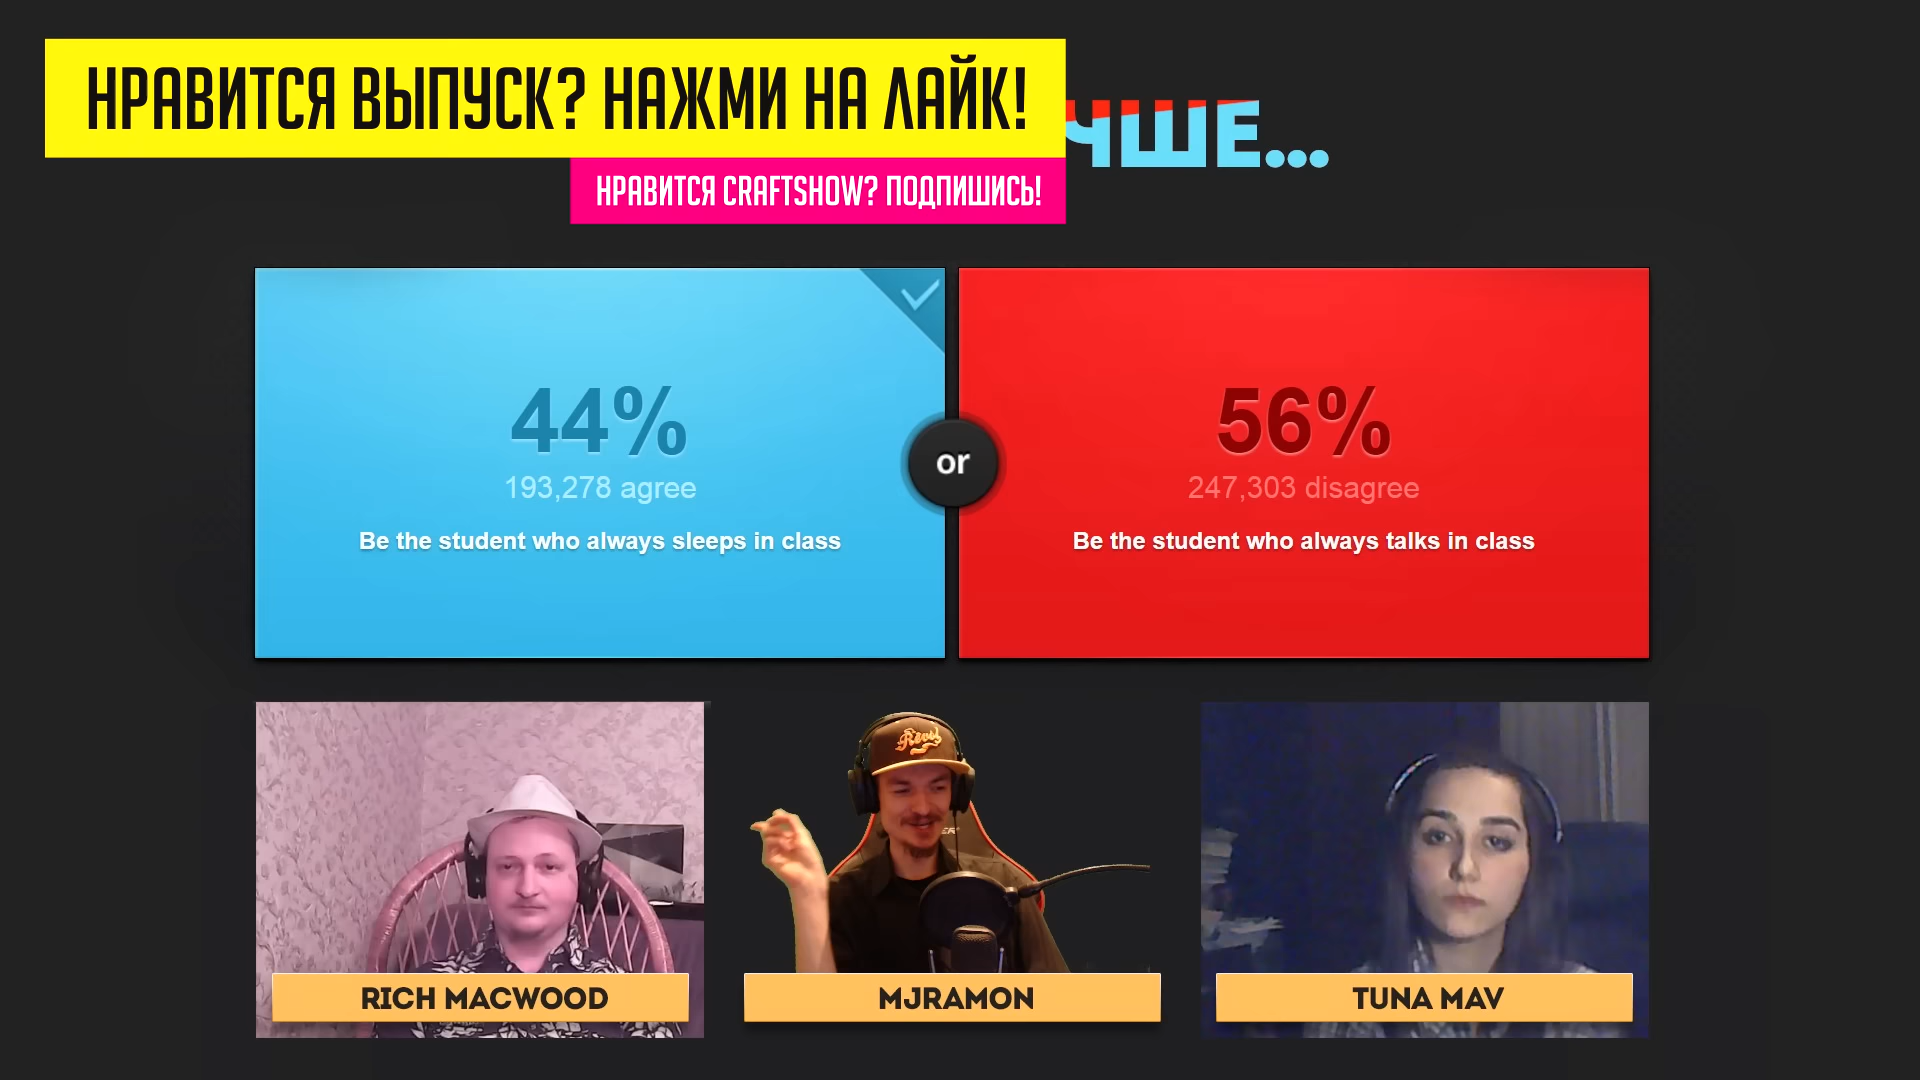 НРАВИТСЯ ВЫПУСК? НАЖМИ НА ЛАЙК!
ЧШЕ...
НРАВИТСЯ CRAFTSHOW? ПОДПИШИСЬ!
44%
193,278 agree
Be the student who always sleeps in class
or
56%
247,303 disagree
Be the student who always talks in class
RICH MACWOOD
MJRAMON
TUNA MAV